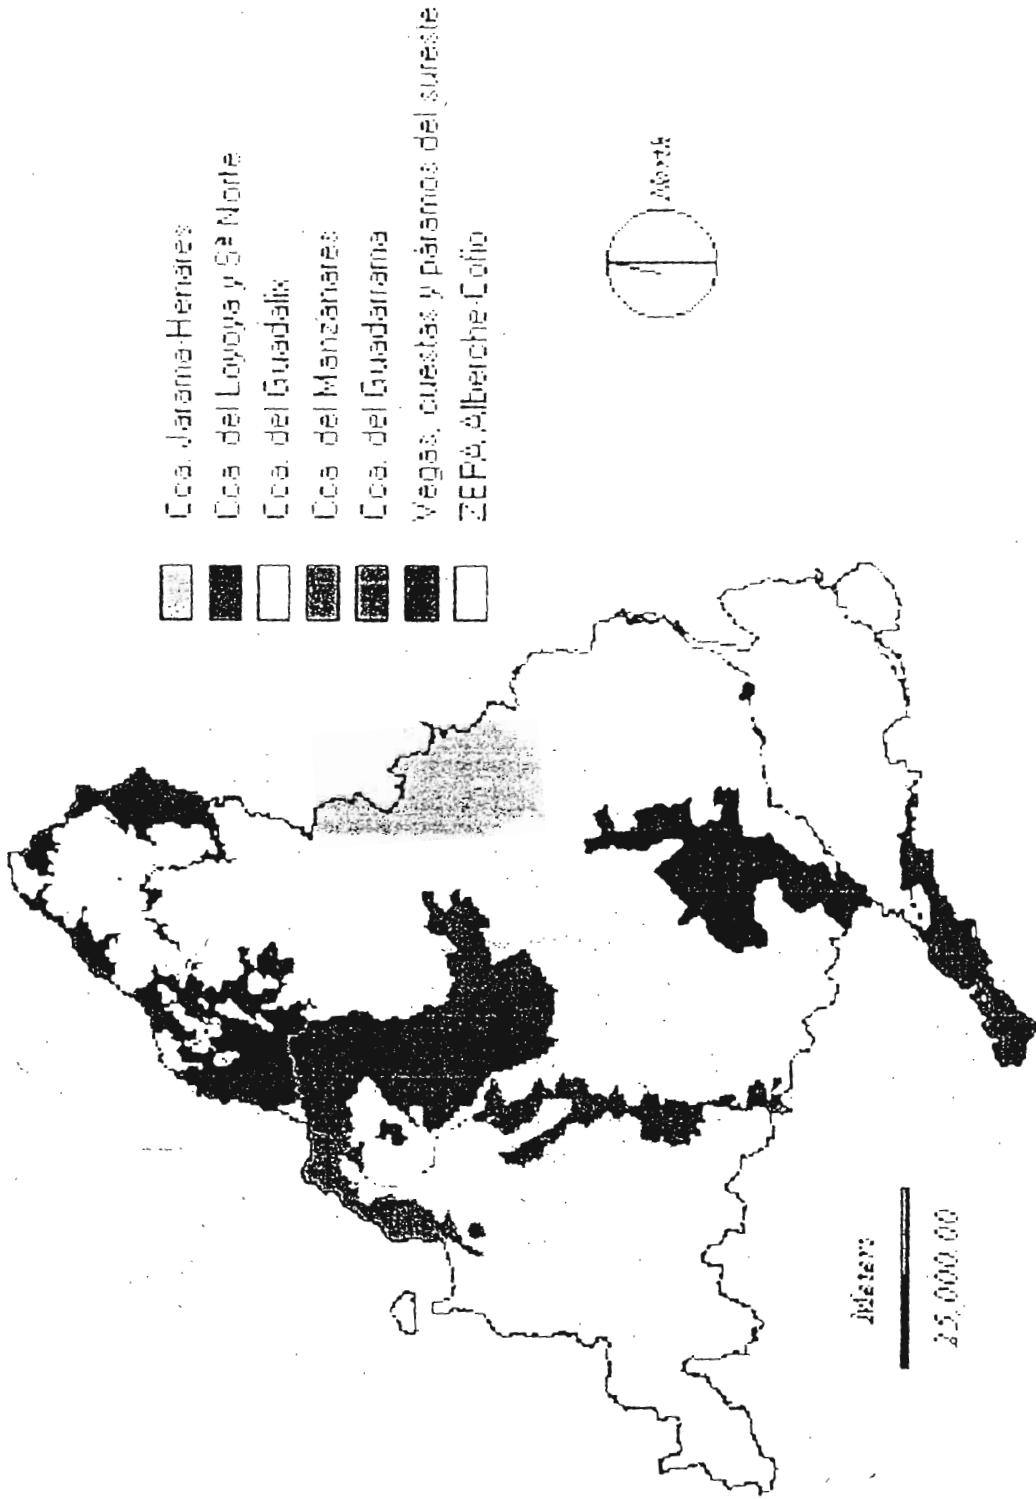 Cca. Jarama-Henares
Cca. del Loyoya y Sª Norte
Cca. del Guadalix
Cca. del Manzanares
Cca. del Guadarrama
Vegas, cuestas y páramos del sureste
ZEPA Alberche-Cofio
North
Meters
25,000.00